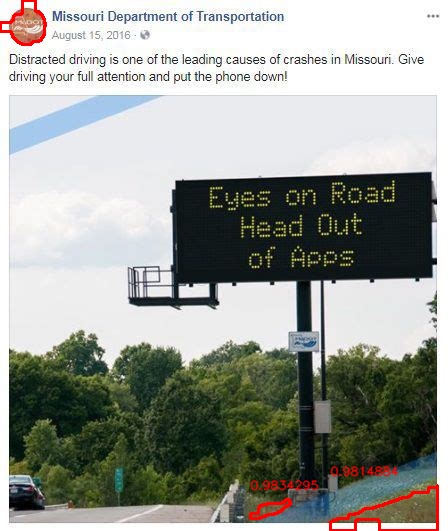 Missouri Department of Transportation
August 15, 2016
Distracted driving is one of the leading causes of crashes in Missouri. Give
driving your full attention and put the phone down!
Eyes on Road
Head Out
of Apps
MoDOT
0.9834295